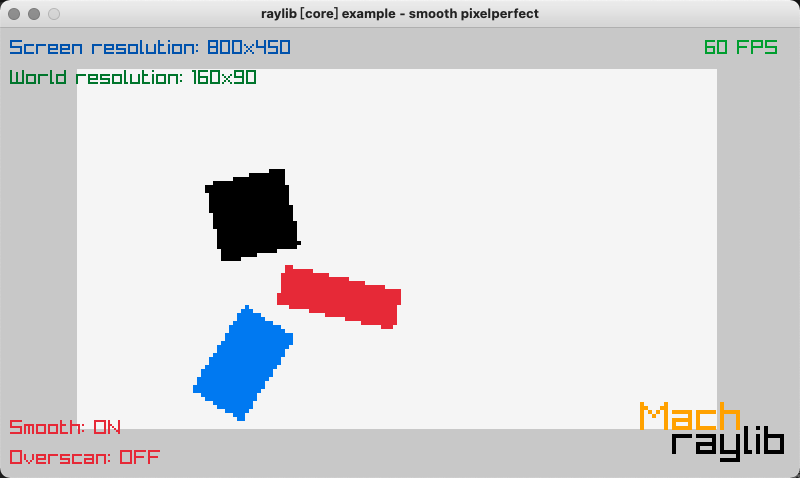 raylib [core] example - smooth pixelperfect
Screen resolution: 800x450
60 FPS
World resolution: 160x90
Smooth: ON
Overscan: OFF
Mach
raylib